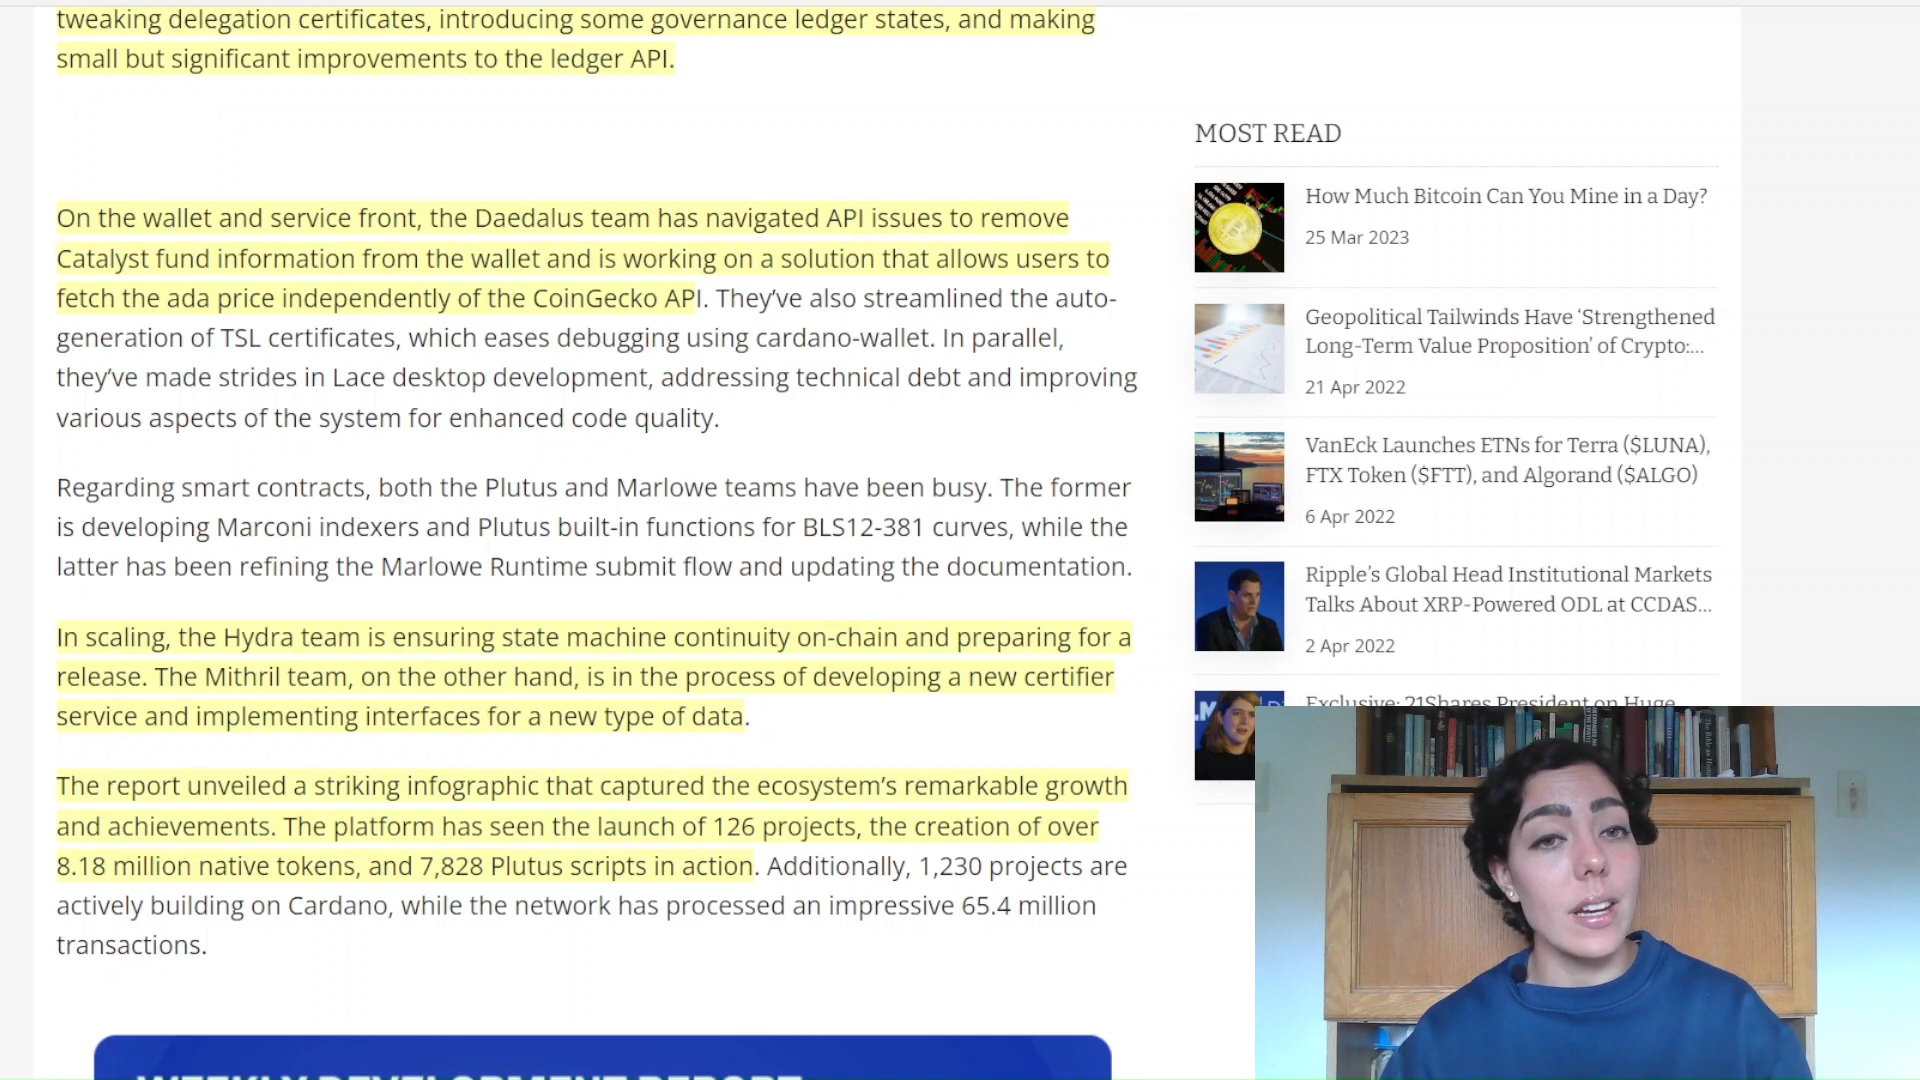 tweaking delegation certificates, introducing some governance ledger states, and making
small but significant improvements to the ledger API.
On the wallet and service front, the Daedalus team has navigated API issues to remove
Catalyst fund information from the wallet and is working on a solution that allows users to
fetch the ada price independently of the CoinGecko API. They’ve also streamlined the auto-
generation of TSL certificates, which eases debugging using cardano-wallet. In parallel,
they’ve made strides in Lace desktop development, addressing technical debt and improving
various aspects of the system for enhanced code quality.
Regarding smart contracts, both the Plutus and Marlowe teams have been busy. The former
is developing Marconi indexers and Plutus built-in functions for BLS12-381 curves, while the
latter has been refining the Marlowe Runtime submit flow and updating the documentation.
In scaling, the Hydra team is ensuring state machine continuity on-chain and preparing for a
release. The Mithril team, on the other hand, is in the process of developing a new certifier
service and implementing interfaces for a new type of data.
The report unveiled a striking infographic that captured the ecosystem’s remarkable growth
and achievements. The platform has seen the launch of 126 projects, the creation of over
8.18 million native tokens, and 7,828 Plutus scripts in action. Additionally, 1,230 projects are
actively building on Cardano, while the network has processed an impressive 65.4 million
transactions.
WEEKLY DEVELOPMENT REPORT
MOST READ
How Much Bitcoin Can You Mine in a Day?
25 Mar 2023
Geopolitical Tailwinds Have ‘Strengthened
Long-Term Value Proposition’ of Crypto:...
21 Apr 2022
VanEck Launches ETNs for Terra ($LUNA),
FTX Token ($FTT), and Algorand ($ALGO)
6 Apr 2022
Ripple’s Global Head Institutional Markets
Talks About XRP-Powered ODL at CCDAS...
2 Apr 2022
Exclusive: 21Shares President on Huge